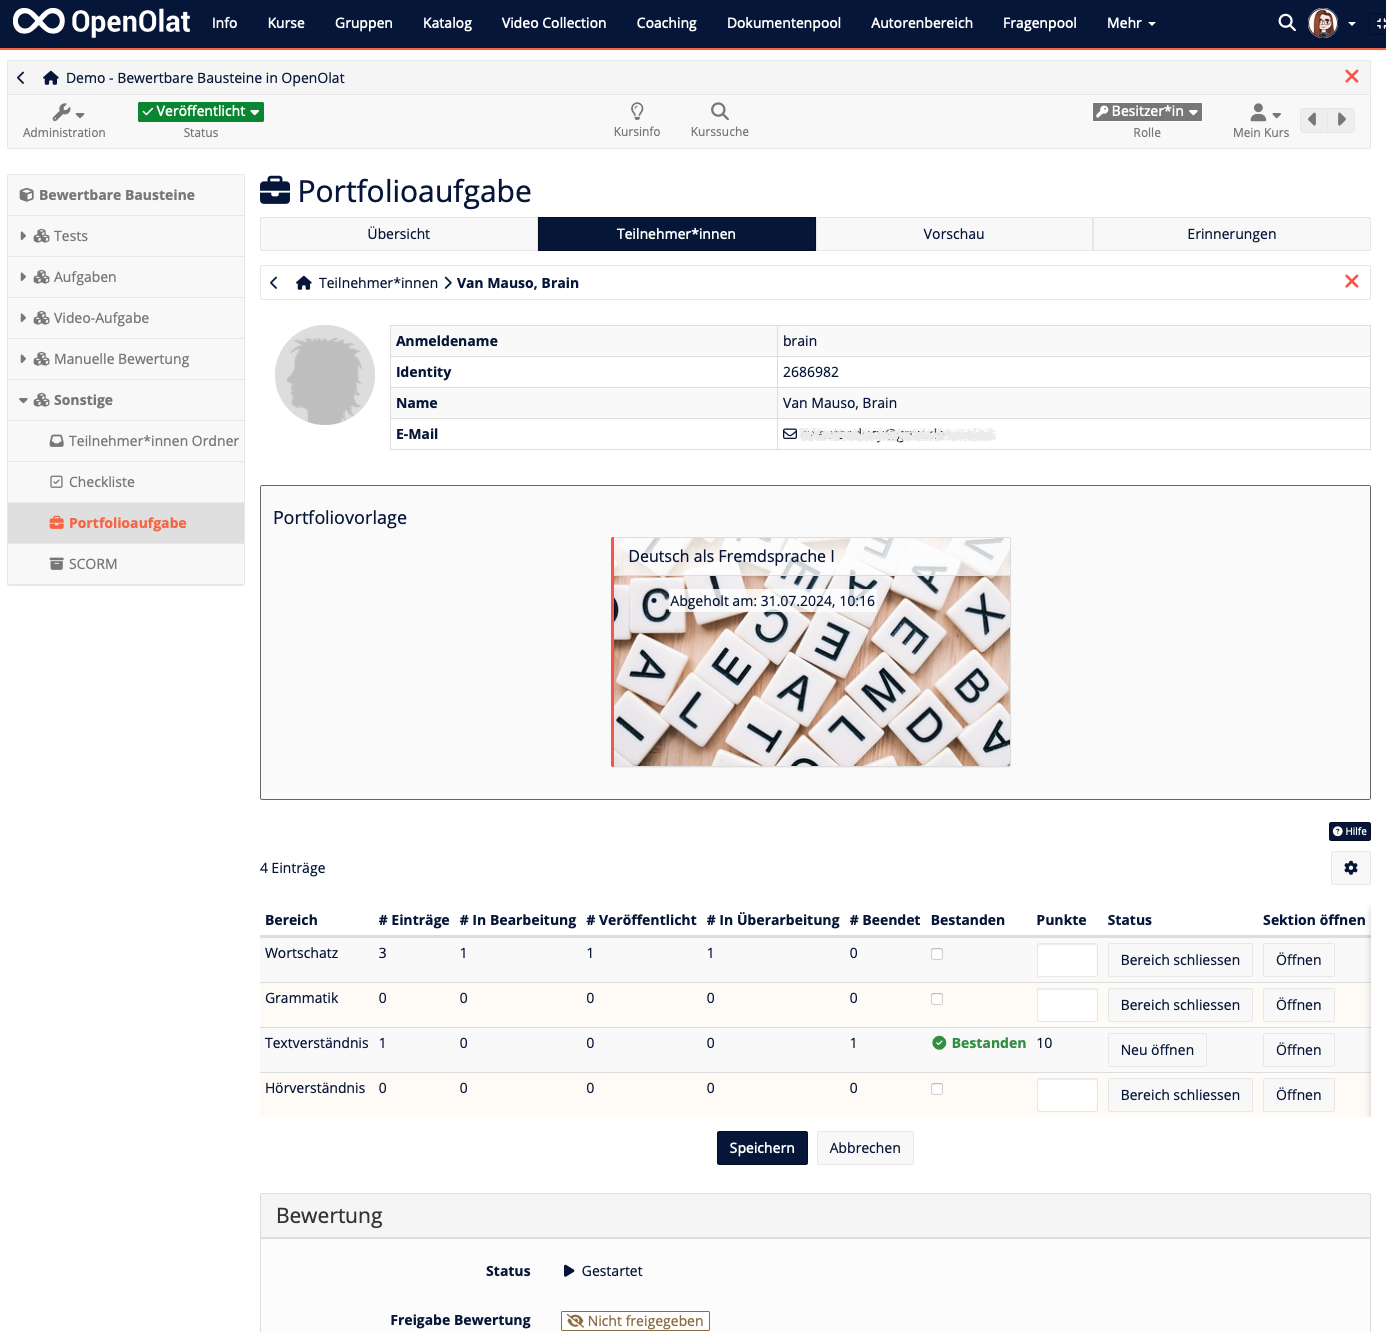 OpenOlat Info Kurse Gruppen Katalog Video Collection Coaching Dokumentenpool Autorenbereich Fragenpool Mehr
Demo - Bewertbare Bausteine in OpenOlat
Veröffentlicht Besitzer*in
Administration Status Kursinfo Kurssuche Rolle Mein Kurs
Bewertbare Bausteine
Tests
Aufgaben
Video-Aufgabe
Manuelle Bewertung
Sonstige
Teilnehmer*innen Ordner
Checkliste
Portfolioaufgabe
SCORM
Portfolioaufgabe
Übersicht Teilnehmer*innen Vorschau Erinnerungen
Teilnehmer*innen Van Mauso, Brain
Anmeldename brain
Identity 2686982
Name Van Mauso, Brain
E-Mail
Portfoliovorlage
Deutsch als Fremdsprache I
Abgeholt am: 31.07.2024, 10:16
Hilfe
4 Einträge
Bereich # Einträge # In Bearbeitung # Veröffentlicht # In Überarbeitung # Beendet Bestanden Punkte Status Sektion öffnen
Wortschatz 3 1 1 1 0 Bereich schliessen Öffnen
Grammatik 0 0 0 0 0 Bereich schliessen Öffnen
Textverständnis 1 0 0 0 1 Bestanden 10 Neu öffnen Öffnen
Hörverständnis 0 0 0 0 0 Bereich schliessen Öffnen
Speichern Abbrechen
Bewertung
Status Gestartet
Freigabe Bewertung Nicht freigegeben